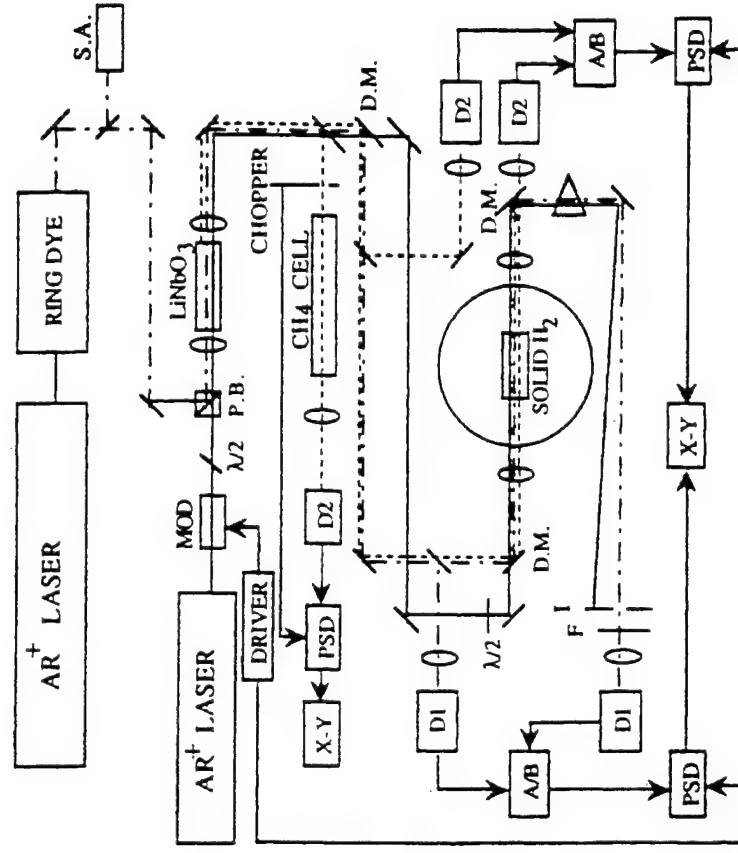 AR+ LASER
RING DYE
S.A.
AR+ LASER
MOD
λ/2
P.B.
LiNbO3
DRIVER
CHOPPER
X-Y
PSD
D2
CH4 CELL
D.M.
λ/2
D.M.
SOLID H2
D.M.
D2
D2
A/B
PSD
D1
A/B
D1
F
I
PSD
X-Y